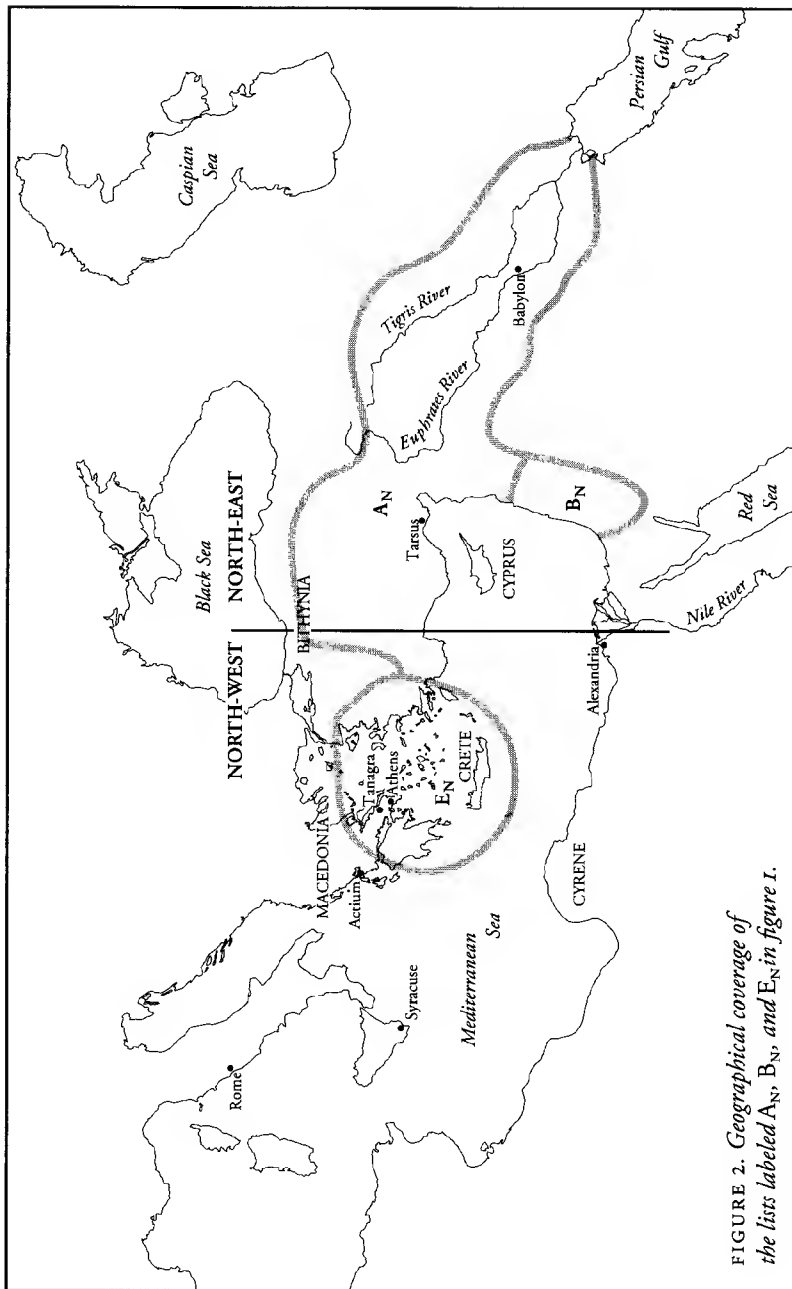 Caspian
Sea
Persian
Gulf
Black Sea
NORTH-WEST
NORTH-EAST
BITHYNIA
Tigris River
Euphrates River
Babylon
A_N
B_N
Tarsus
CYPRUS
Red
Sea
Nile River
Alexandria
MACEDONIA
Actium
Tanagra
Athens
E_N
CRETE
CYRENE
Mediterranean
Sea
Syracuse
Rome
FIGURE 2. Geographical coverage of
the lists labeled A_N, B_N, and E_N in figure 1.